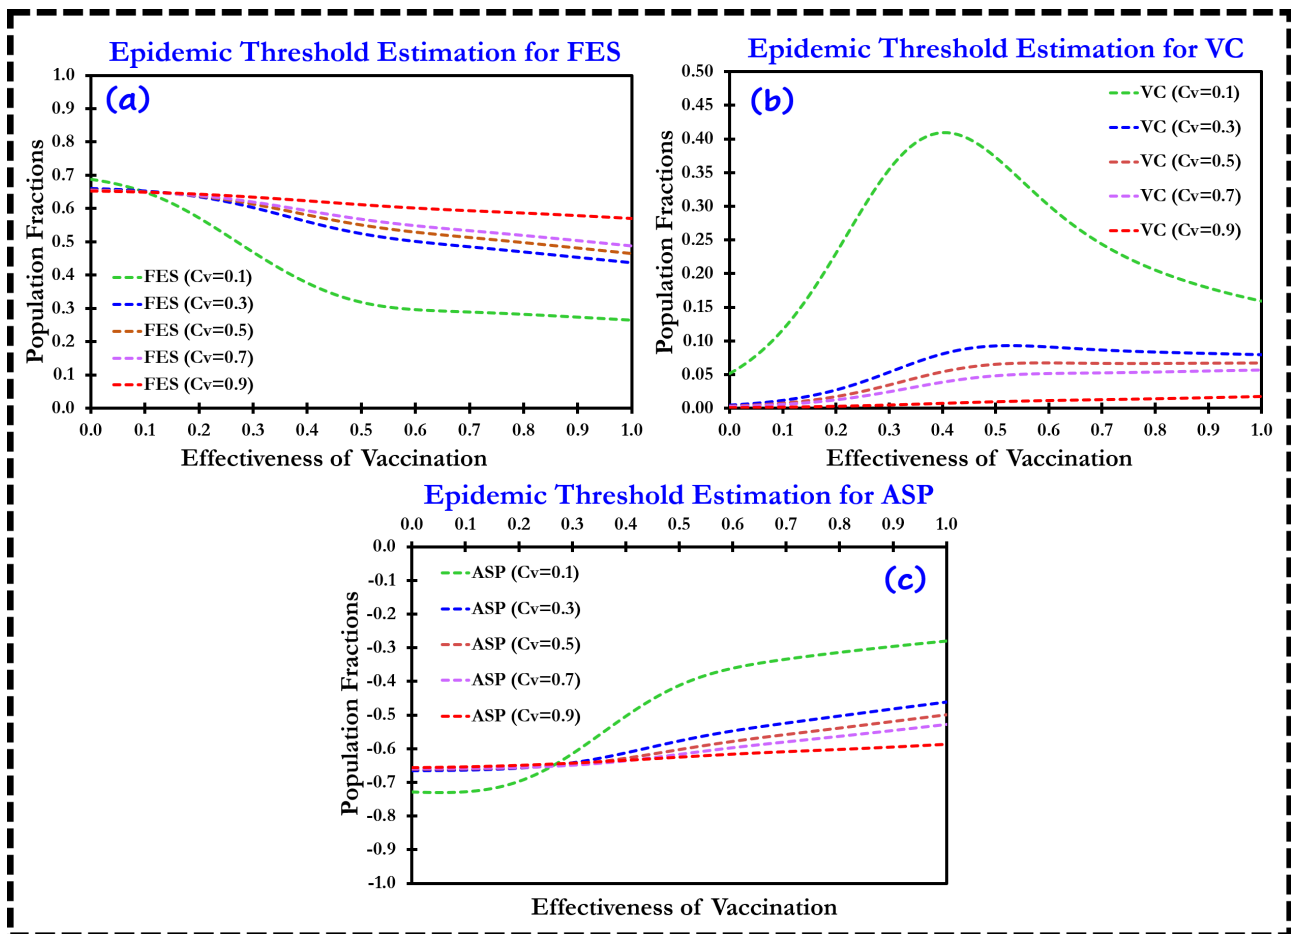 Epidemic Threshold Estimation for FES
(a)
Population Fractions
1.0
0.9
0.8
0.7
0.6
0.5
0.4
0.3
0.2
0.1
0.0
FES (Cv=0.1)
FES (Cv=0.3)
FES (Cv=0.5)
FES (Cv=0.7)
FES (Cv=0.9)
0.0 0.1 0.2 0.3 0.4 0.5 0.6 0.7 0.8 0.9 1.0
Effectiveness of Vaccination
Epidemic Threshold Estimation for VC
(b)
Population Fractions
0.50
0.45
0.40
0.35
0.30
0.25
0.20
0.15
0.10
0.05
0.00
VC (Cv=0.1)
VC (Cv=0.3)
VC (Cv=0.5)
VC (Cv=0.7)
VC (Cv=0.9)
0.0 0.1 0.2 0.3 0.4 0.5 0.6 0.7 0.8 0.9 1.0
Effectiveness of Vaccination
Epidemic Threshold Estimation for ASP
0.0 0.1 0.2 0.3 0.4 0.5 0.6 0.7 0.8 0.9 1.0
(c)
Population Fractions
0.0
-0.1
-0.2
-0.3
-0.4
-0.5
-0.6
-0.7
-0.8
-0.9
-1.0
ASP (Cv=0.1)
ASP (Cv=0.3)
ASP (Cv=0.5)
ASP (Cv=0.7)
ASP (Cv=0.9)
Effectiveness of Vaccination